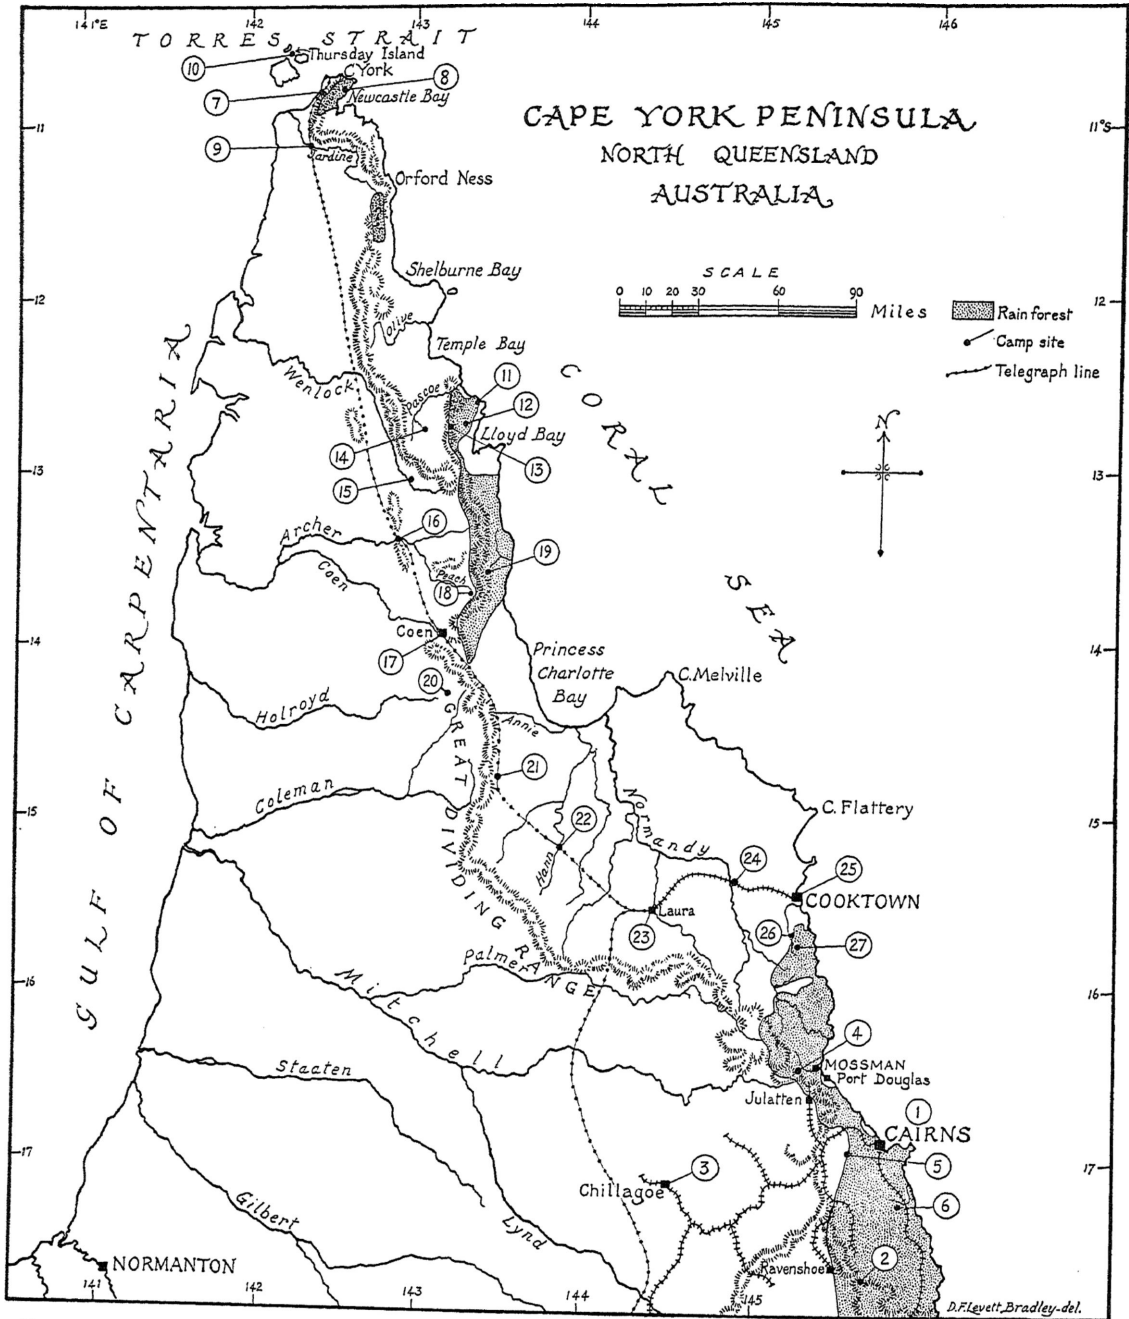 141°E 142 143 144 145 146
TORRES STRAIT
10
Thursday Island
C York
7
8
Newcastle Bay
CAPE YORK PENINSULA
NORTH QUEENSLAND
AUSTRALIA
11
11°S
9
Jardine
Orford Ness
Shelburne Bay
SCALE
0 10 20 30 60 90
Miles
Rain forest
Camp site
Telegraph line
12
12
Olive
Temple Bay
Wenlock
Pascoe
11
12
Lloyd Bay
14
13
CORAL SEA
N
13
13
15
16
Archer
19
Coen
Peach
18
GULF OF CARPENTARIA
Coen
17
14
14
Princess
Charlotte
Bay
C. Melville
20
Holroyd
GREAT DIVIDING RANGE
Annie
21
Coleman
Normandy
C. Flattery
15
15
22
Hann
24
25
COOKTOWN
Laura
23
26
27
Palmer
16
16
Mitchell
4
MOSSMAN
Port Douglas
Staaten
Julatten
1
CAIRNS
17
17
3
5
Chillagoe
6
Gilbert
Lynd
2
NORMANTON
Ravenshoe
141 142 143 144 145
D.F. Levett, Bradley-del.